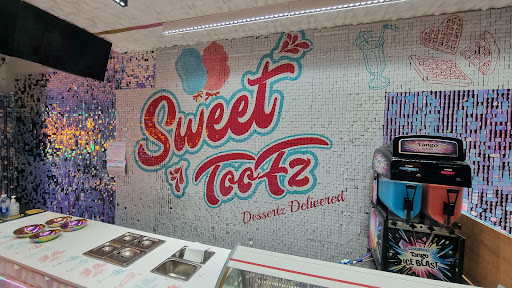 Sweet
TooFz
Dessertz Delivered
Tango
Tango
ICE BLAST